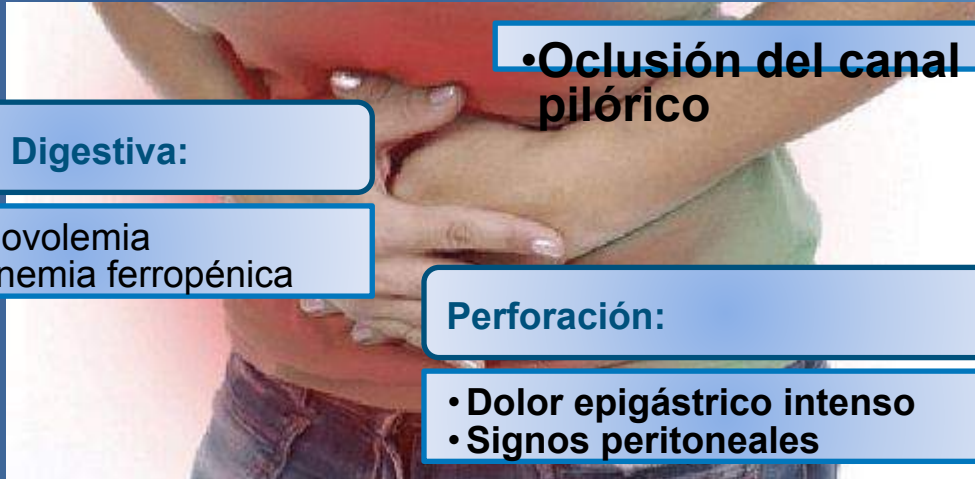 •Oclusión del canal
pilórico
Digestiva:
ovolemia
nemia ferropénica
Perforación:
• Dolor epigástrico intenso
• Signos peritoneales